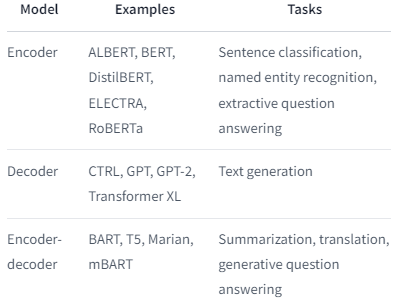 Model Examples Tasks
Encoder ALBERT, BERT, Sentence classification,
DistilBERT, named entity recognition,
ELECTRA, extractive question
RoBERTa answering
Decoder CTRL, GPT, GPT-2, Text generation
Transformer XL
Encoder- BART, T5, Marian, Summarization, translation,
decoder mBART generative question
answering